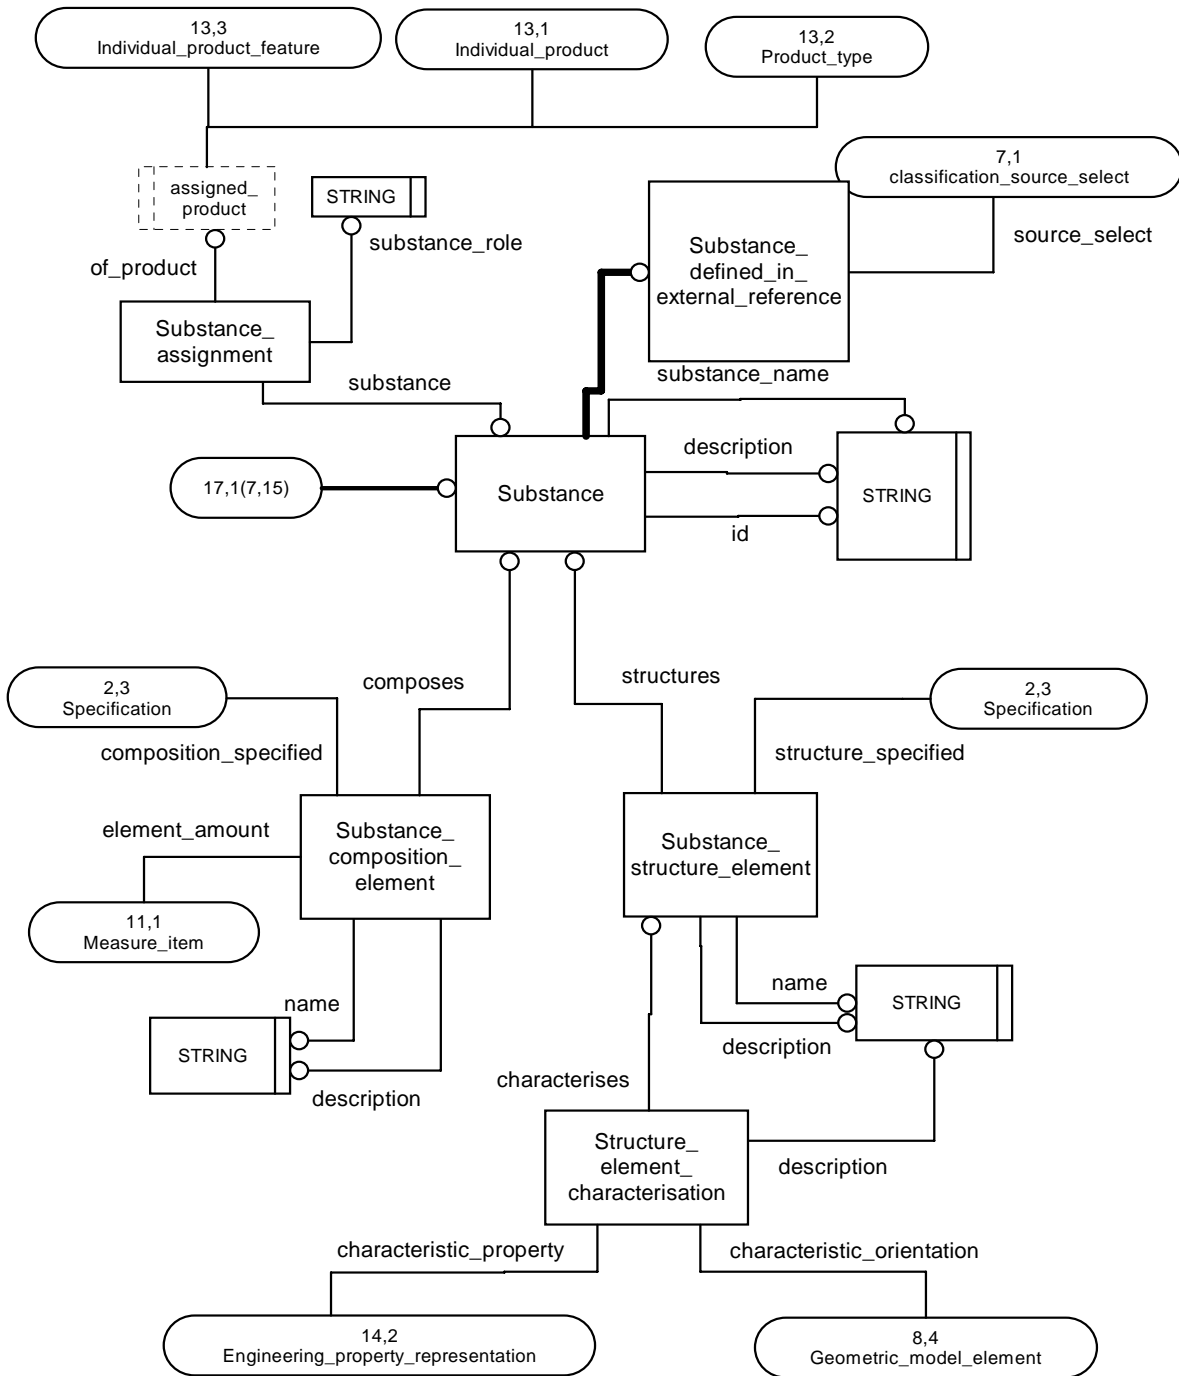 13,3
Individual_product_feature
13,1
Individual_product
13,2
Product_type
7,1
classification_source_select
assigned_
product
STRING
substance_role
Substance_
defined_in_
external_reference
source_select
of_product
Substance_
assignment
substance
substance_name
description
17,1(7,15)
Substance
STRING
id
composes
structures
2,3
Specification
2,3
Specification
composition_specified
structure_specified
element_amount
Substance_
composition_
element
Substance_
structure_element
11,1
Measure_item
name
STRING
description
name
STRING
description
characterises
Structure_
element_
characterisation
description
characteristic_property
characteristic_orientation
14,2
Engineering_property_representation
8,4
Geometric_model_element